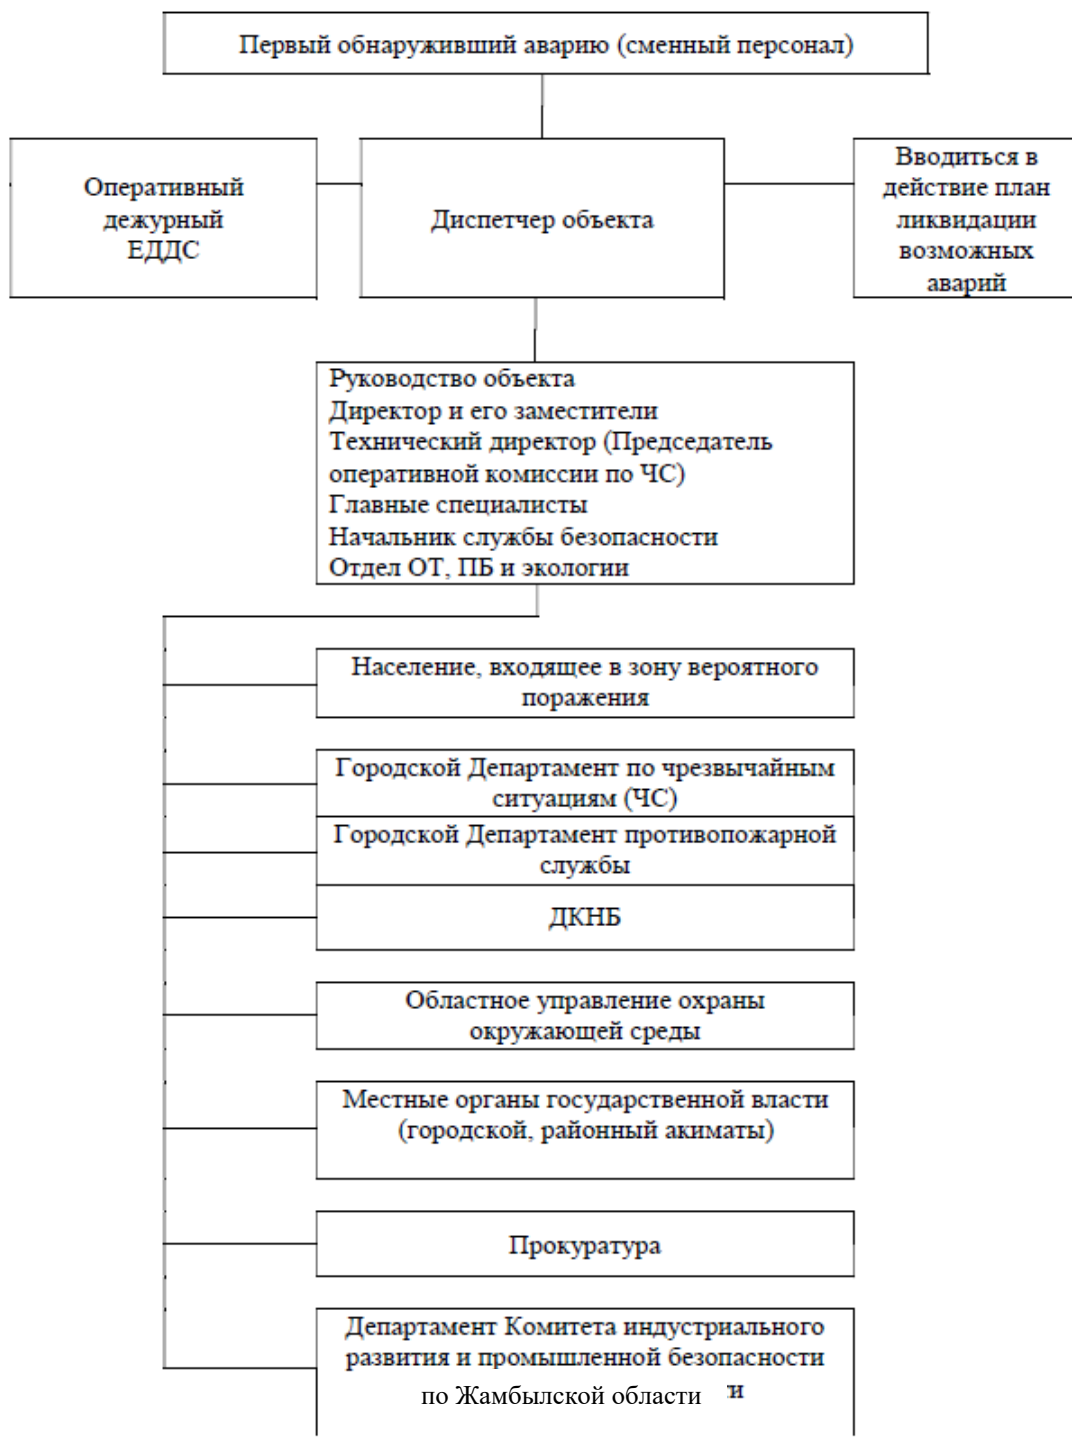 Первый обнаруживший аварию (сменный персонал)
Оперативный
дежурный
ЕДДС
Диспетчер объекта
Вводиться в
действие план
ликвидации
возможных
аварий
Руководство объекта
Директор и его заместители
Технический директор (Председатель
оперативной комиссии по ЧС)
Главные специалисты
Начальник службы безопасности
Отдел ОТ, ПБ и экологии
Население, входящее в зону вероятного
поражения
Городской Департамент по чрезвычайным
ситуациям (ЧС)
Городской Департамент противопожарной
службы
ДКНБ
Областное управление охраны
окружающей среды
Местные органы государственной власти
(городской, районный акиматы)
Прокуратура
Департамент Комитета индустриального
развития и промышленной безопасности
по Жамбылской области и